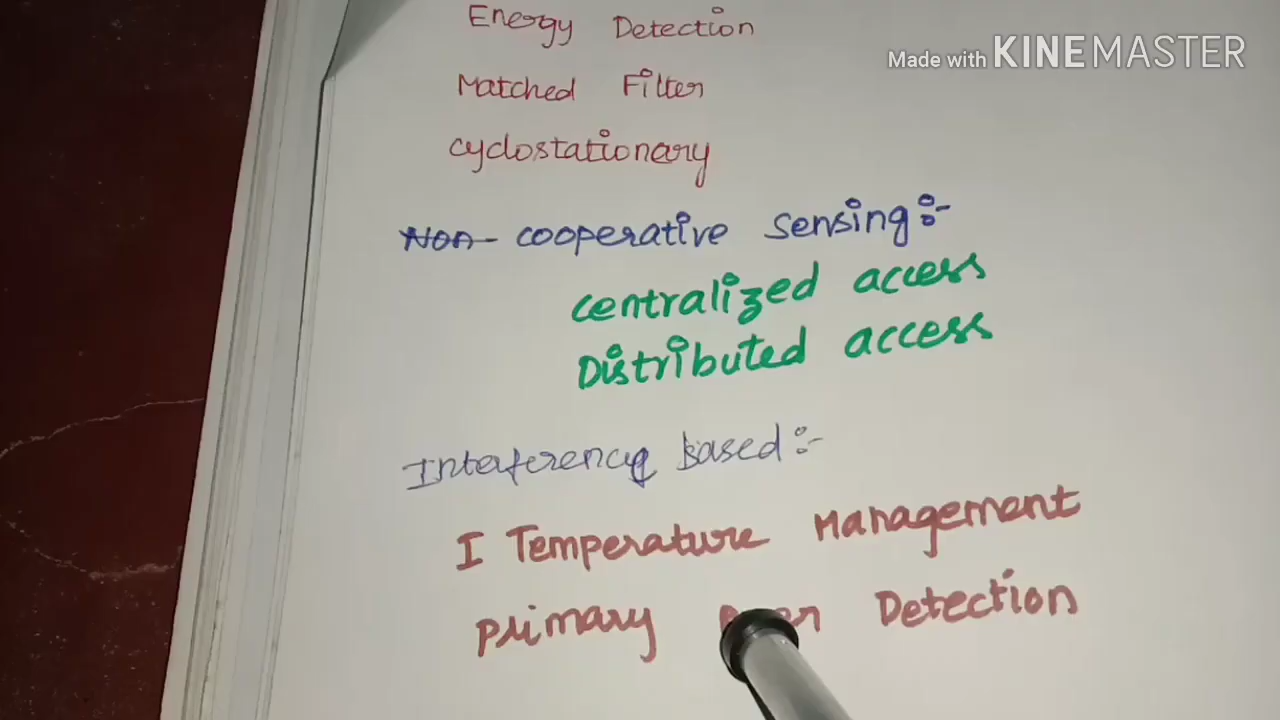 Energy Detection
Made with KINEMASTER
Matched Filter
cyclostationary
Non- cooperative sensing:-
centralized access
Distributed access
Interferency based:-
I Temperature Management
Primary Detection